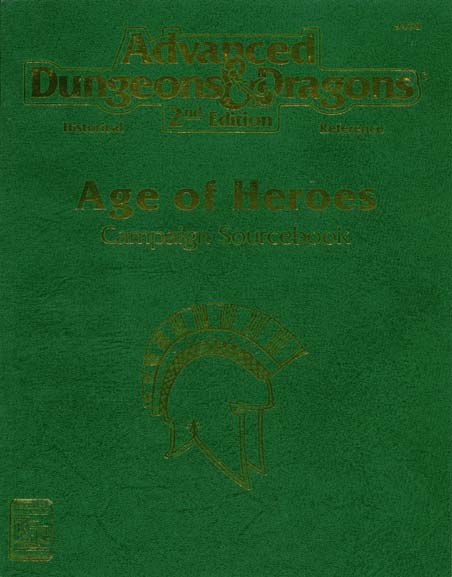 Advanced
Dungeons & Dragons®
2nd Edition
Historical Reference
Age of Heroes
Campaign Sourcebook